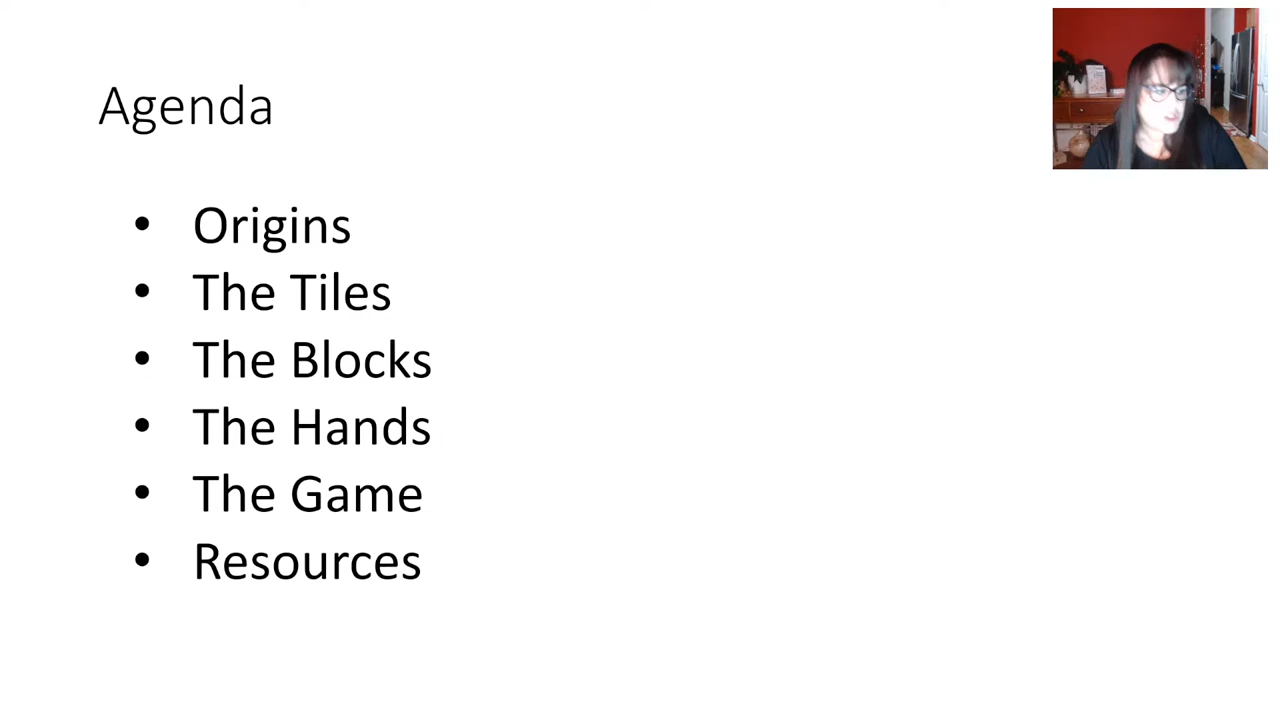 Agenda
• Origins
• The Tiles
• The Blocks
• The Hands
• The Game
• Resources